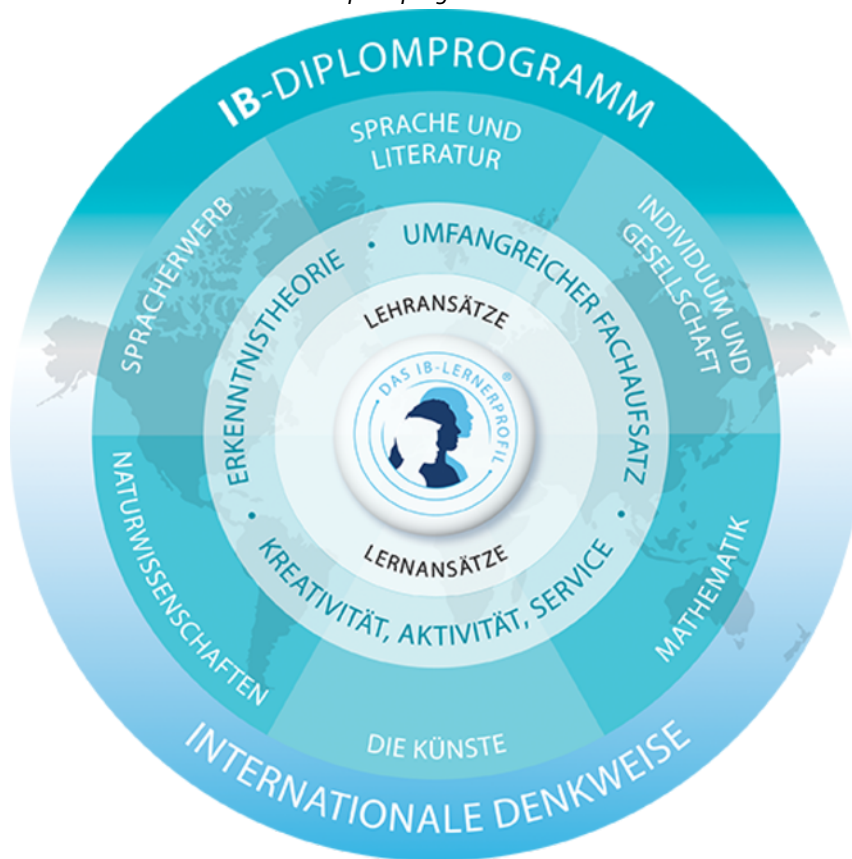 IB-DIPLOMPROGRAMM
SPRACHE UND
LITERATUR
SPRACHERWERB
INDIVIDUUM UND
GESELLSCHAFT
ERKENNTNISTHEORIE • UMFANGREICHER FACHAUFSATZ •
LEHRANSÄTZE
• DAS IB-LERNERPROFIL • ®
LERNANSÄTZE
• KREATIVITÄT, AKTIVITÄT, SERVICE
NATURWISSENSCHAFTEN
MATHEMATIK
DIE KÜNSTE
INTERNATIONALE DENKWEISE